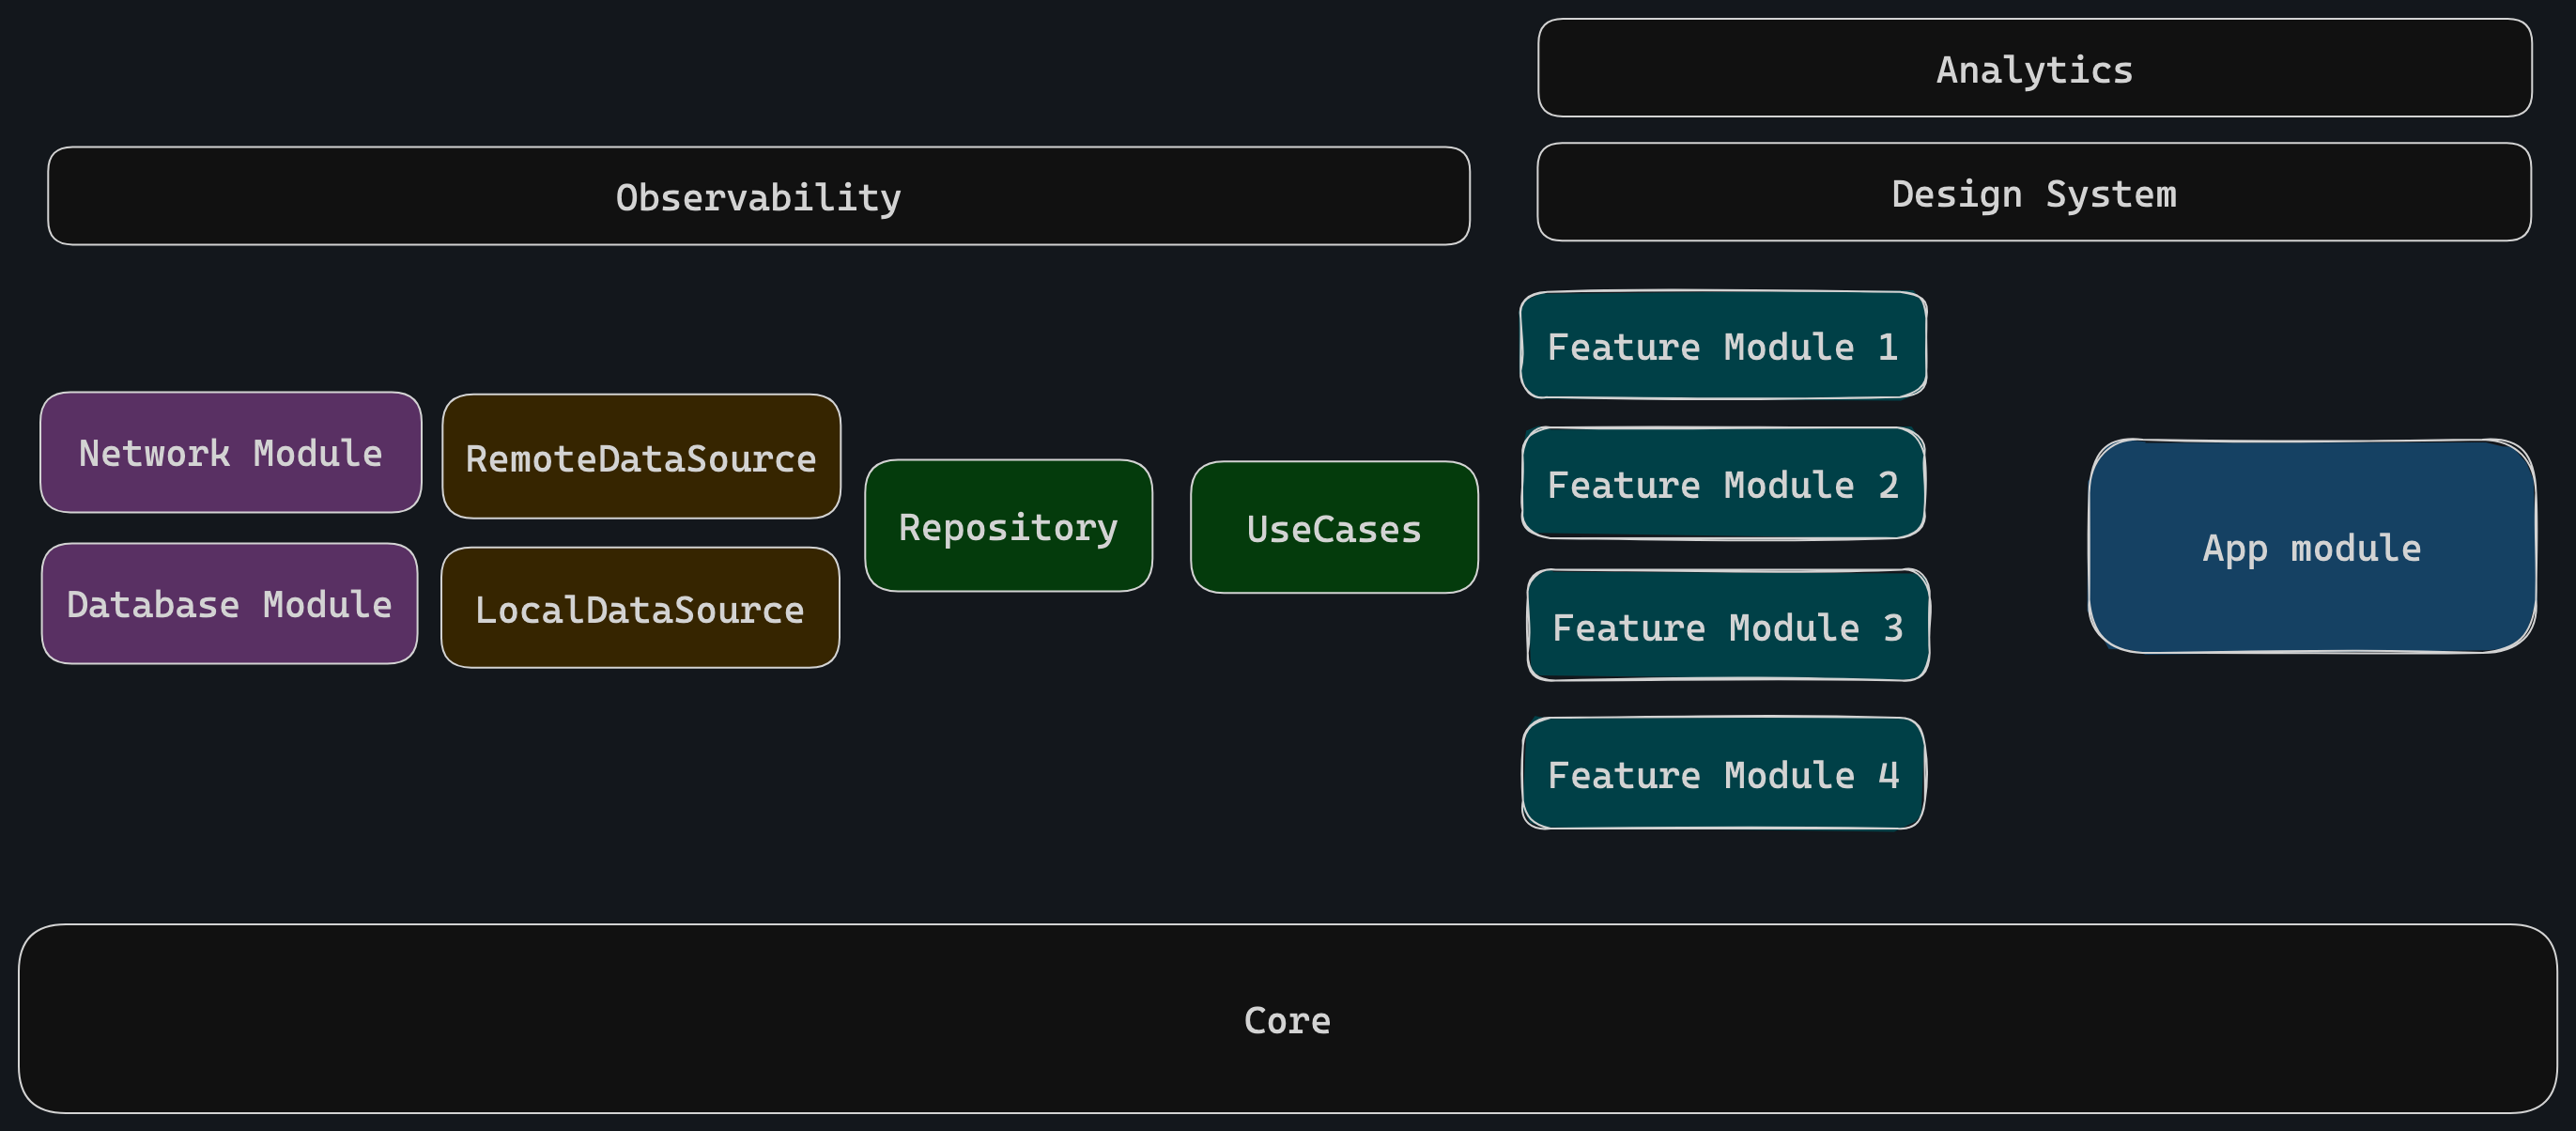 Analytics
Observability
Design System
Network Module
RemoteDataSource
Database Module
LocalDataSource
Repository
UseCases
Feature Module 1
Feature Module 2
Feature Module 3
Feature Module 4
App module
Core